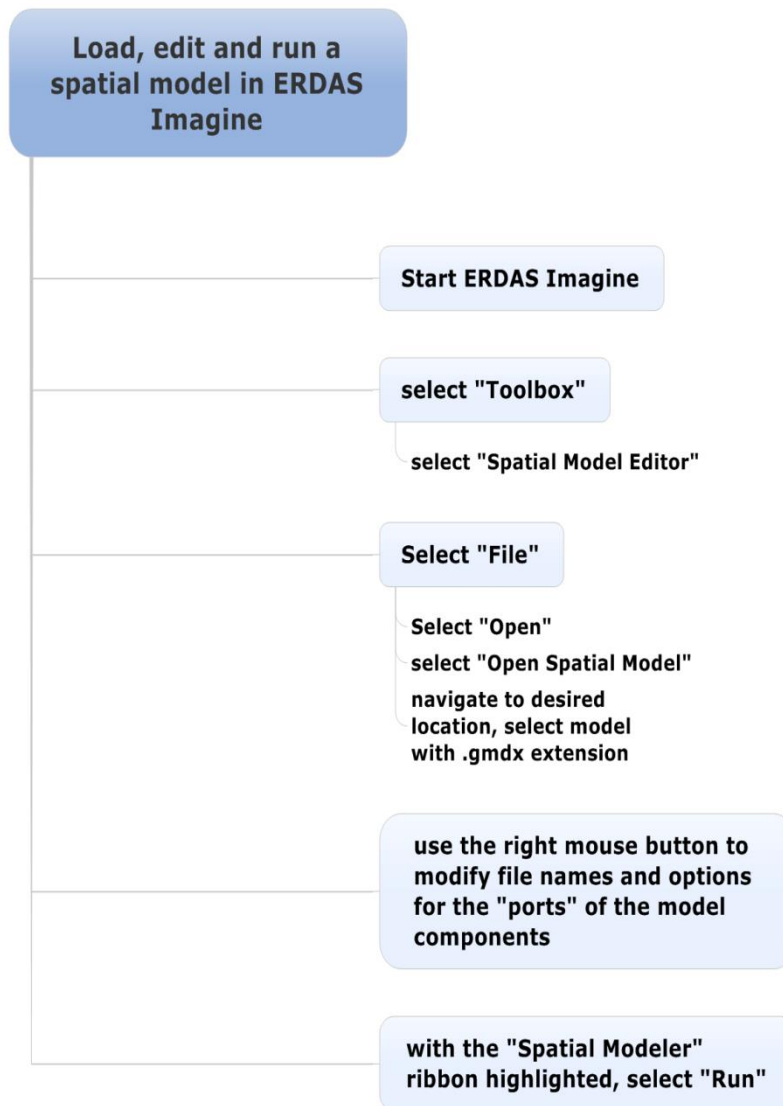 Load, edit and run a
spatial model in ERDAS
Imagine
Start ERDAS Imagine
select "Toolbox"
select "Spatial Model Editor"
Select "File"
Select "Open"
select "Open Spatial Model"
navigate to desired
location, select model
with .gmdx extension
use the right mouse button to
modify file names and options
for the "ports" of the model
components
with the "Spatial Modeler"
ribbon highlighted, select "Run"